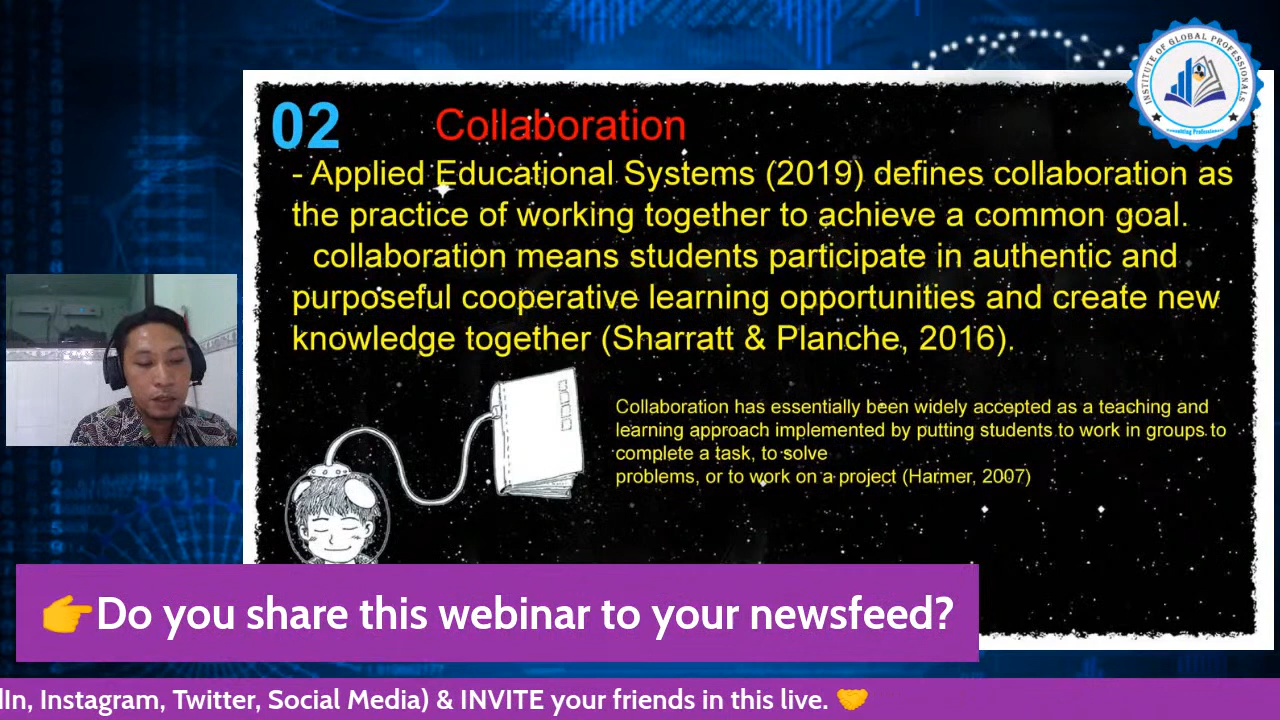 INSTITUTE OF GLOBAL PROFESSIONALS
02 Collaboration
- Applied Educational Systems (2019) defines collaboration as
the practice of working together to achieve a common goal.
collaboration means students participate in authentic and
purposeful cooperative learning opportunities and create new
knowledge together (Sharratt & Planche, 2016).
Collaboration has essentially been widely accepted as a teaching and
learning approach implemented by putting students to work in groups to
complete a task, to solve
problems, or to work on a project (Harmer, 2007)
👉Do you share this webinar to your newsfeed?
Instagram, Twitter, Social Media) & INVITE your friends in this live. 🤝